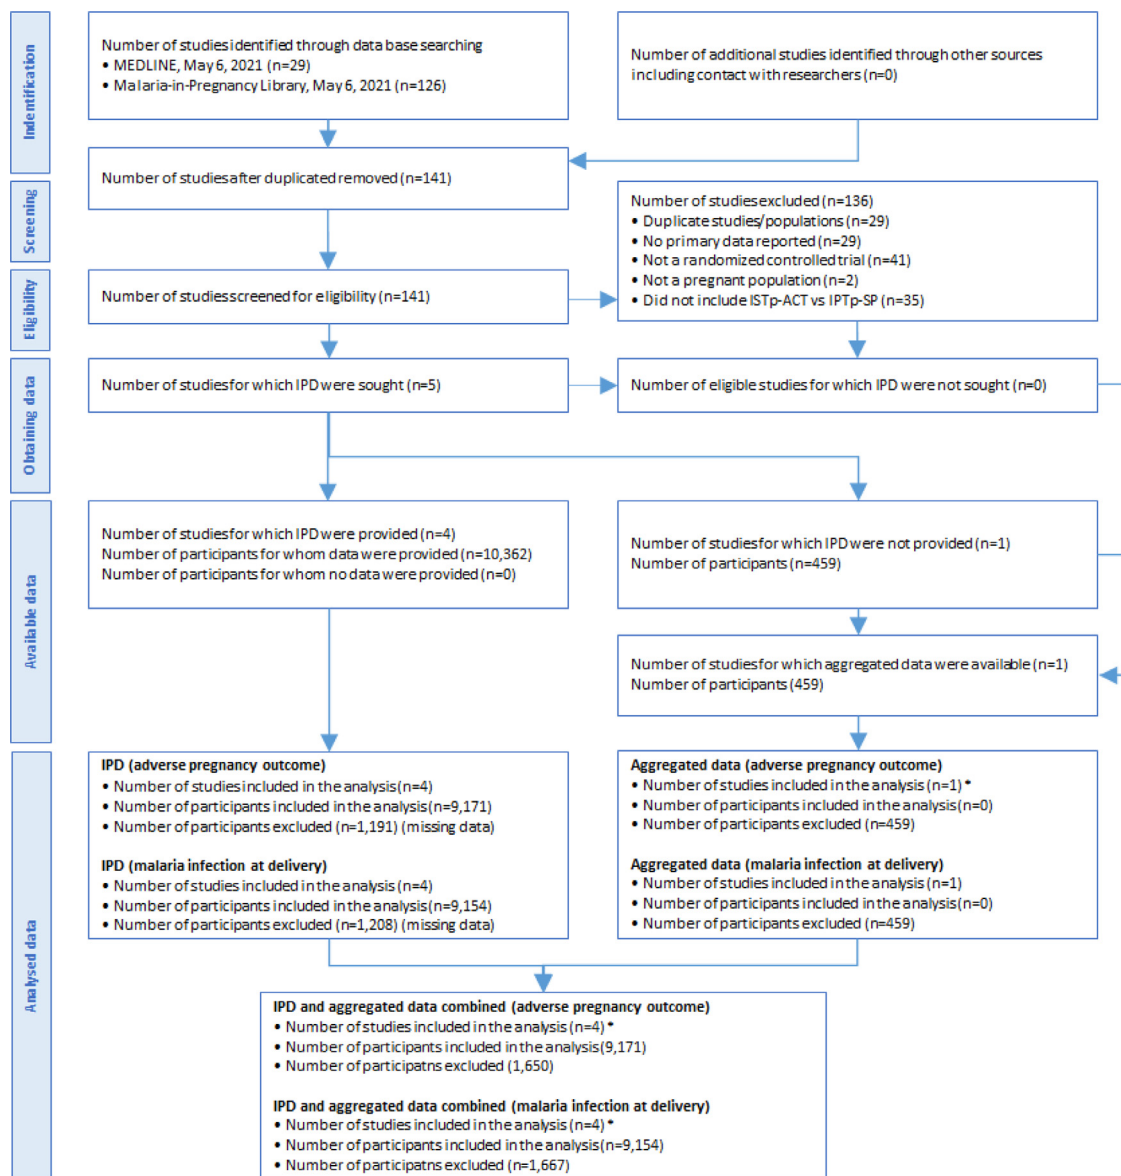 Indentification
Number of studies identified through data base searching
• MEDLINE, May 6, 2021 (n=29)
• Malaria-in-Pregnancy Library, May 6, 2021 (n=126)
Number of additional studies identified through other sources
including contact with researchers (n=0)
Number of studies after duplicated removed (n=141)
Screening
Number of studies excluded (n=136)
• Duplicate studies/populations (n=29)
• No primary data reported (n=29)
• Not a randomized controlled trial (n=41)
• Not a pregnant population (n=2)
• Did not include ISTp-ACT vs IPTp-SP (n=35)
Eligibility
Number of studies screened for eligibility (n=141)
Obtaining data
Number of studies for which IPD were sought (n=5)
Number of eligible studies for which IPD were not sought (n=0)
Available data
Number of studies for which IPD were provided (n=4)
Number of participants for whom data were provided (n=10,362)
Number of participants for whom no data were provided (n=0)
Number of studies for which IPD were not provided (n=1)
Number of participants (n=459)
Number of studies for which aggregated data were available (n=1)
Number of participants (459)
Analysed data
IPD (adverse pregnancy outcome)
• Number of studies included in the analysis (n=4)
• Number of participants included in the analysis (n=9,171)
• Number of participants excluded (n=1,191) (missing data)
IPD (malaria infection at delivery)
• Number of studies included in the analysis (n=4)
• Number of participants included in the analysis (n=9,154)
• Number of participants excluded (n=1,208) (missing data)
Aggregated data (adverse pregnancy outcome)
• Number of studies included in the analysis (n=1) *
• Number of participants included in the analysis (n=0)
• Number of participants excluded (n=459)
Aggregated data (malaria infection at delivery)
• Number of studies included in the analysis (n=1)
• Number of participants included in the analysis (n=0)
• Number of participants excluded (n=459)
IPD and aggregated data combined (adverse pregnancy outcome)
• Number of studies included in the analysis (n=4) *
• Number of participants included in the analysis (9,171)
• Number of participatns excluded (1,650)
IPD and aggregated data combined (malaria infection at delivery)
• Number of studies included in the analysis (n=4) *
• Number of participants included in the analysis (n=9,154)
• Number of participatns excluded (n=1,667)